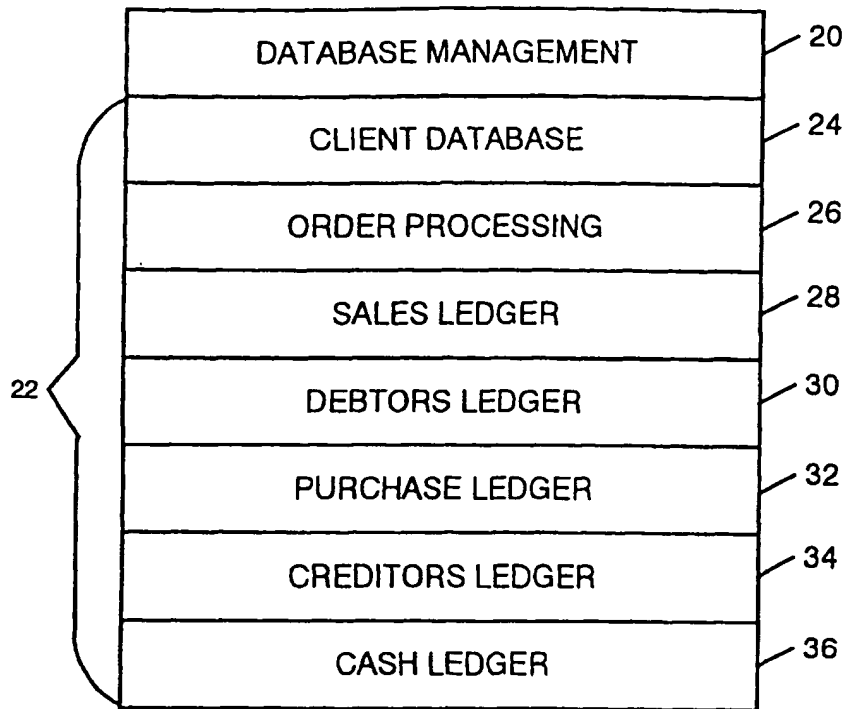 DATABASE MANAGEMENT 20
CLIENT DATABASE 24
ORDER PROCESSING 26
SALES LEDGER 28
22
DEBTORS LEDGER 30
PURCHASE LEDGER 32
CREDITORS LEDGER 34
CASH LEDGER 36